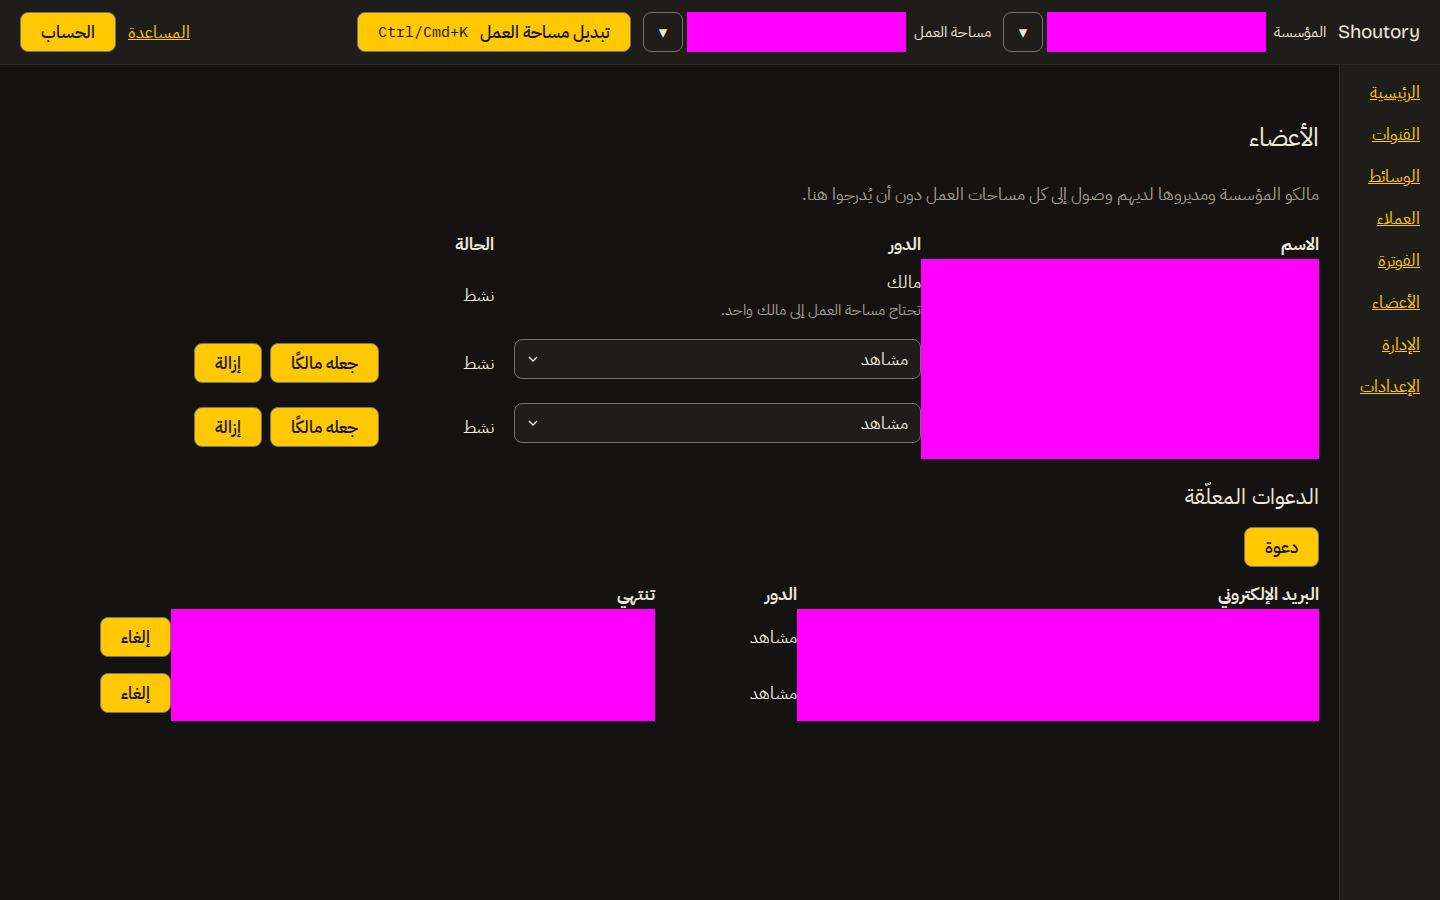 Shoutory
المؤسسة
▼
مساحة العمل
▼
تبديل مساحة العمل Ctrl/Cmd+K
المساعدة
الحساب
الرئيسية
القنوات
الوسائط
العملاء
الفوترة
الأعضاء
الإدارة
الإعدادات
الأعضاء
مالكو المؤسسة ومديروها لديهم وصول إلى كل مساحات العمل دون أن يُدرجوا هنا.
الاسم الدور الحالة
مالك
تحتاج مساحة العمل إلى مالك واحد.
نشط
مشاهد نشط جعله مالكًا إزالة
مشاهد نشط جعله مالكًا إزالة
الدعوات المعلّقة
دعوة
البريد الإلكتروني الدور تنتهي
مشاهد إلغاء
مشاهد إلغاء